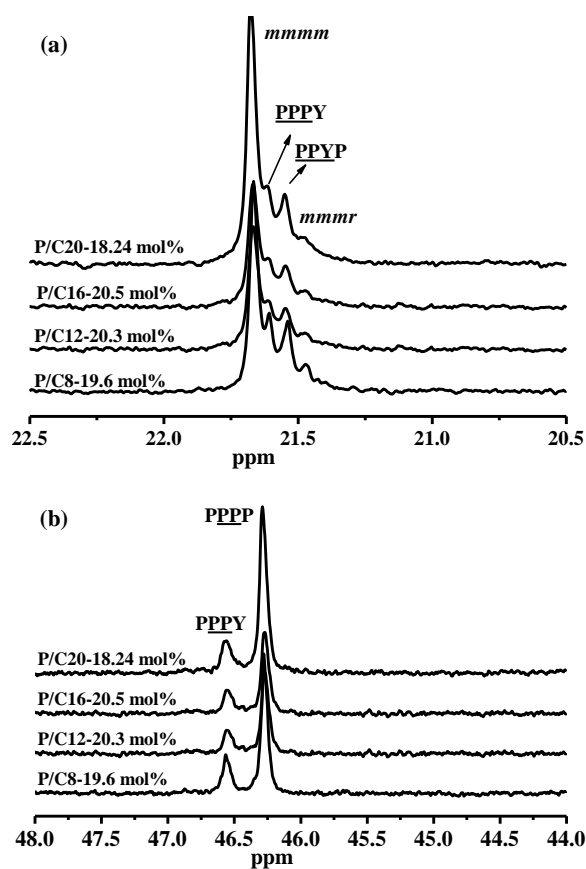 (a)
mmmm
PPPY
PPYP
mmmr
P/C20-18.24 mol%
P/C16-20.5 mol%
P/C12-20.3 mol%
P/C8-19.6 mol%
22.5 22.0 21.5 21.0 20.5
ppm
(b)
PPPP
PPPY
P/C20-18.24 mol%
P/C16-20.5 mol%
P/C12-20.3 mol%
P/C8-19.6 mol%
48.0 47.5 47.0 46.5 46.0 45.5 45.0 44.5 44.0
ppm